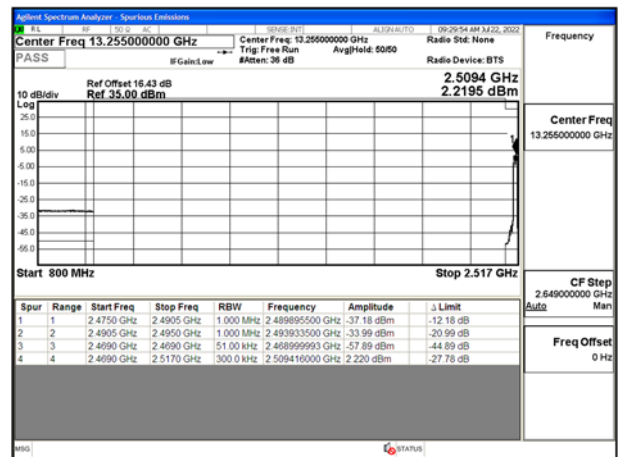 Agilent Spectrum Analyzer - Spurious Emissions
RL RF 50 Ω AC SENSE:INT ALIGN AUTO 09:29:54 AM Jul 22, 2022
Center Freq 13.255000000 GHz Center Freq: 13.255000000 GHz Radio Std: None
Trig: Free Run Avg|Hold: 50/50
PASS IFGain:Low #Atten: 36 dB Radio Device: BTS
Ref Offset 16.43 dB 2.5094 GHz
10 dB/div Ref 35.00 dBm 2.2195 dBm
Log
25.0
15.0
5.00
-5.00
-15.0
-25.0
-35.0
-45.0
-55.0
Start 800 MHz Stop 2.517 GHz
Spur Range Start Freq Stop Freq RBW Frequency Amplitude Δ Limit
1 1 2.4750 GHz 2.4905 GHz 1.000 MHz 2.489895500 GHz -37.18 dBm -12.18 dB
2 2 2.4905 GHz 2.4950 GHz 1.000 MHz 2.493933500 GHz -33.99 dBm -20.99 dB
3 3 2.4690 GHz 2.4690 GHz 51.00 kHz 2.468999993 GHz -57.89 dBm -44.89 dB
4 4 2.4690 GHz 2.5170 GHz 300.0 kHz 2.509416000 GHz 2.220 dBm -27.78 dB
MSG STATUS
Frequency
Center Freq
13.255000000 GHz
CF Step
2.649000000 GHz
Auto Man
Freq Offset
0 Hz